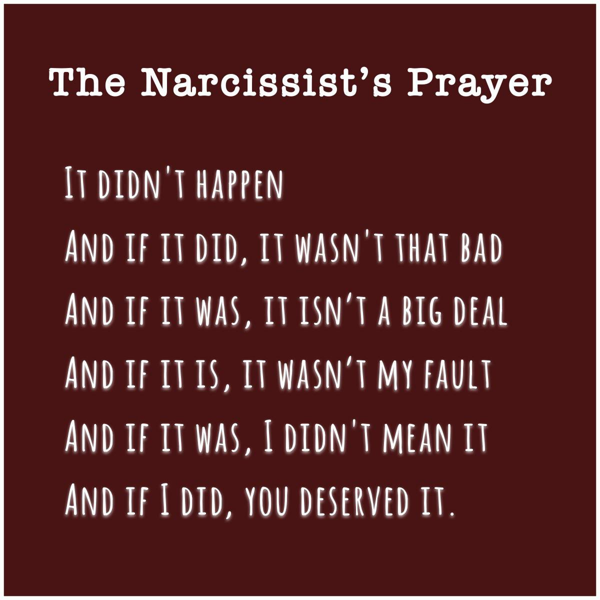 The Narcissist’s Prayer
It didn't happen
And if it did, it wasn't that bad
And if it was, it isn’t a big deal
And if it is, it wasn’t my fault
And if it was, I didn't mean it
And if I did, you deserved it.